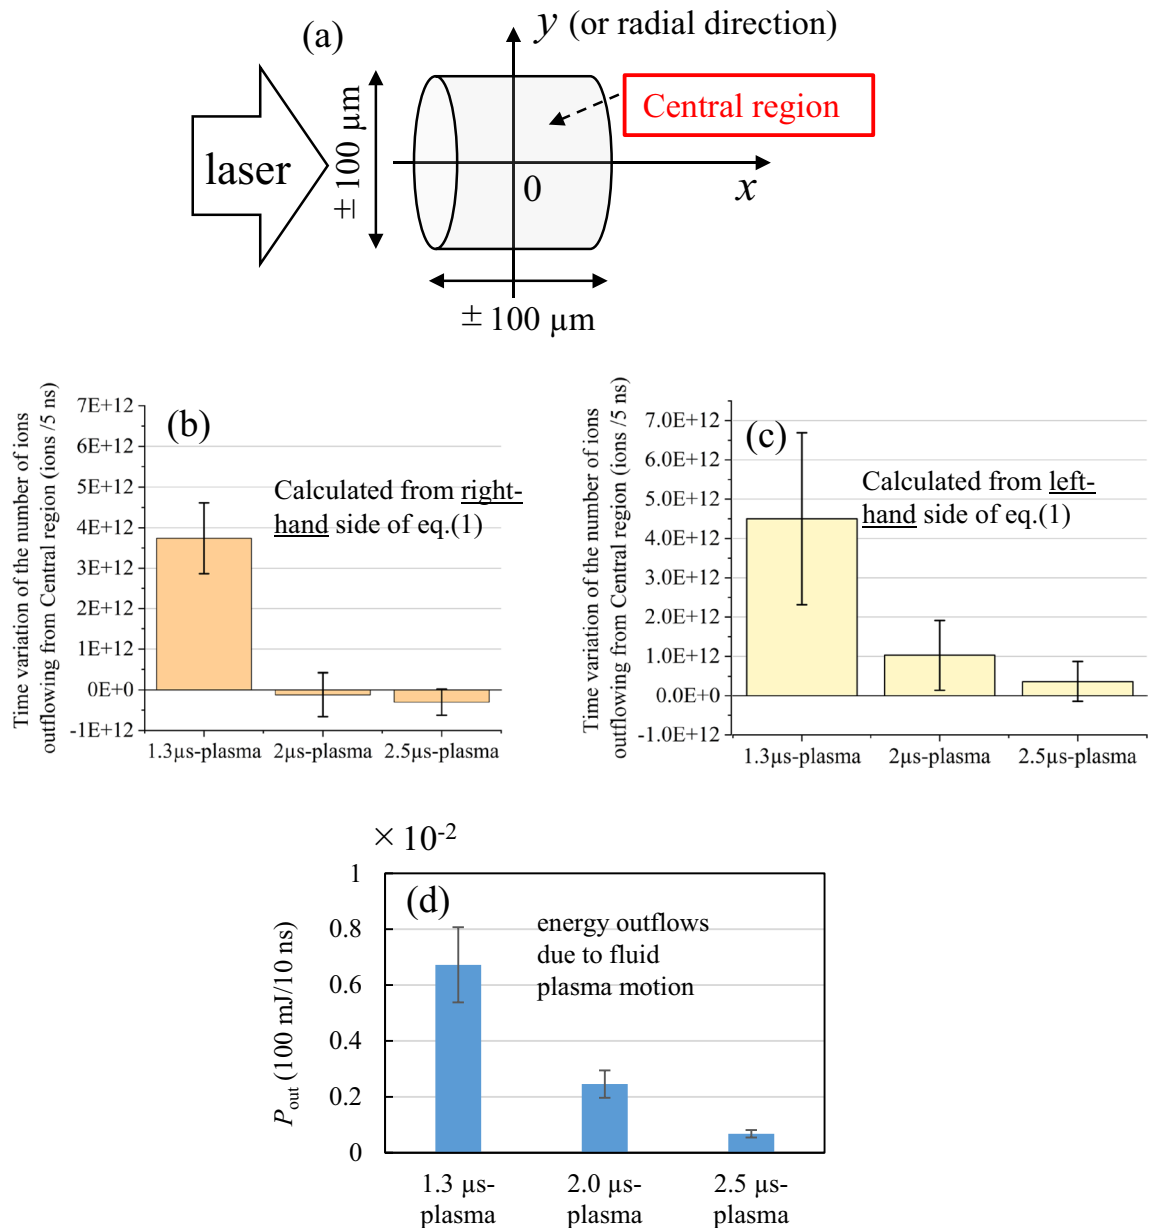 (a)
y (or radial direction)
Central region
laser
± 100 µm
0
x
± 100 µm
Time variation of the number of ions
outflowing from Central region (ions /5 ns)
7E+12
6E+12
5E+12
4E+12
3E+12
2E+12
1E+12
0E+0
-1E+12
(b)
Calculated from right-
hand side of eq.(1)
1.3µs-plasma
2µs-plasma
2.5µs-plasma
Time variation of the number of ions
outflowing from Central region (ions /5 ns)
7.0E+12
6.0E+12
5.0E+12
4.0E+12
3.0E+12
2.0E+12
1.0E+12
0.0E+12
-1.0E+12
(c)
Calculated from left-
hand side of eq.(1)
1.3µs-plasma
2µs-plasma
2.5µs-plasma
× 10-2
Pout (100 mJ/10 ns)
1
0.8
0.6
0.4
0.2
0
(d)
energy outflows
due to fluid
plasma motion
1.3 µs-
plasma
2.0 µs-
plasma
2.5 µs-
plasma